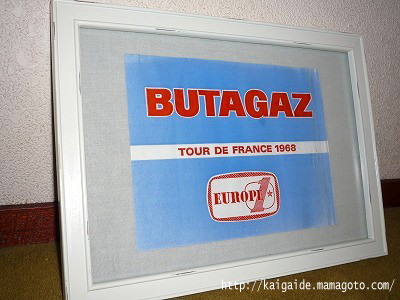 BUTAGAZ
TOUR DE FRANCE 1968
EUROPE 1
http://kaigaide.mamagoto.com/